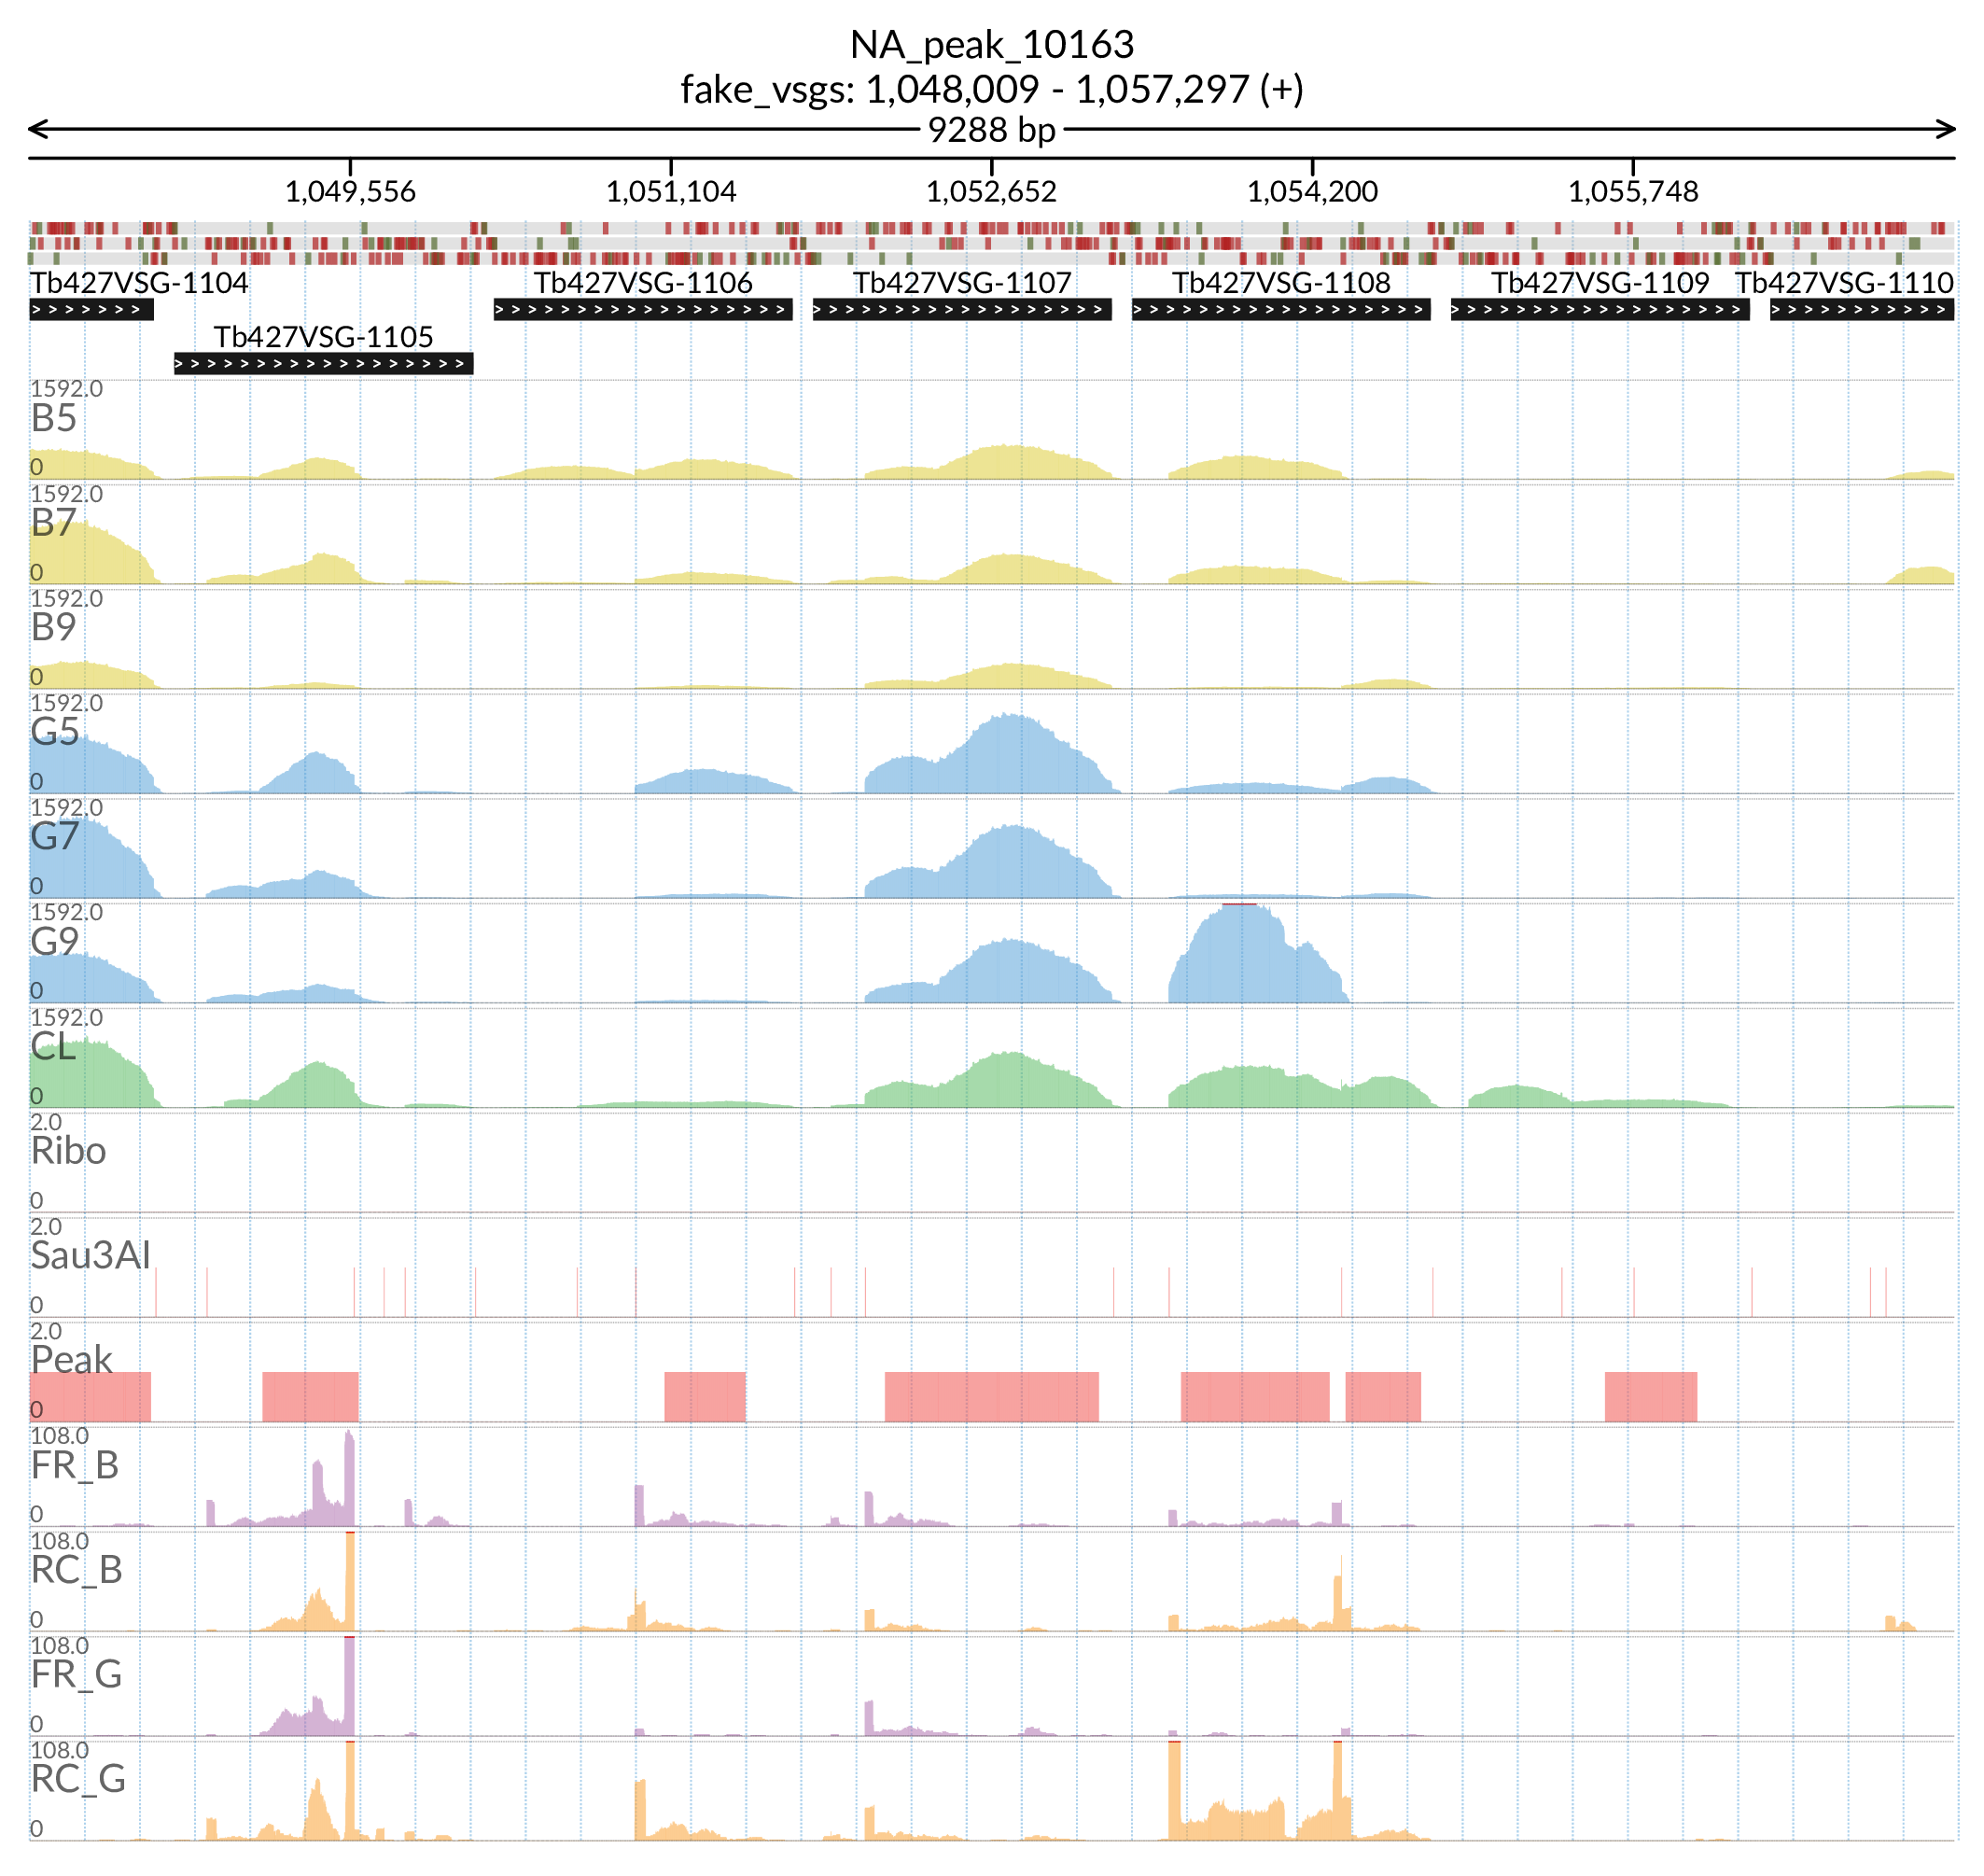 NA_peak_10163
fake_vsgs: 1,048,009 - 1,057,297 (+)
9288 bp
1,049,556 1,051,104 1,052,652 1,054,200 1,055,748
Tb427VSG-1104 Tb427VSG-1106 Tb427VSG-1107 Tb427VSG-1108 Tb427VSG-1109 Tb427VSG-1110
Tb427VSG-1105
1592.0
B5
0
1592.0
B7
0
1592.0
B9
0
1592.0
G5
0
1592.0
G7
0
1592.0
G9
0
1592.0
CL
0
2.0
Ribo
0
2.0
Sau3AI
0
2.0
Peak
0
108.0
FR_B
0
108.0
RC_B
0
108.0
FR_G
0
108.0
RC_G
0